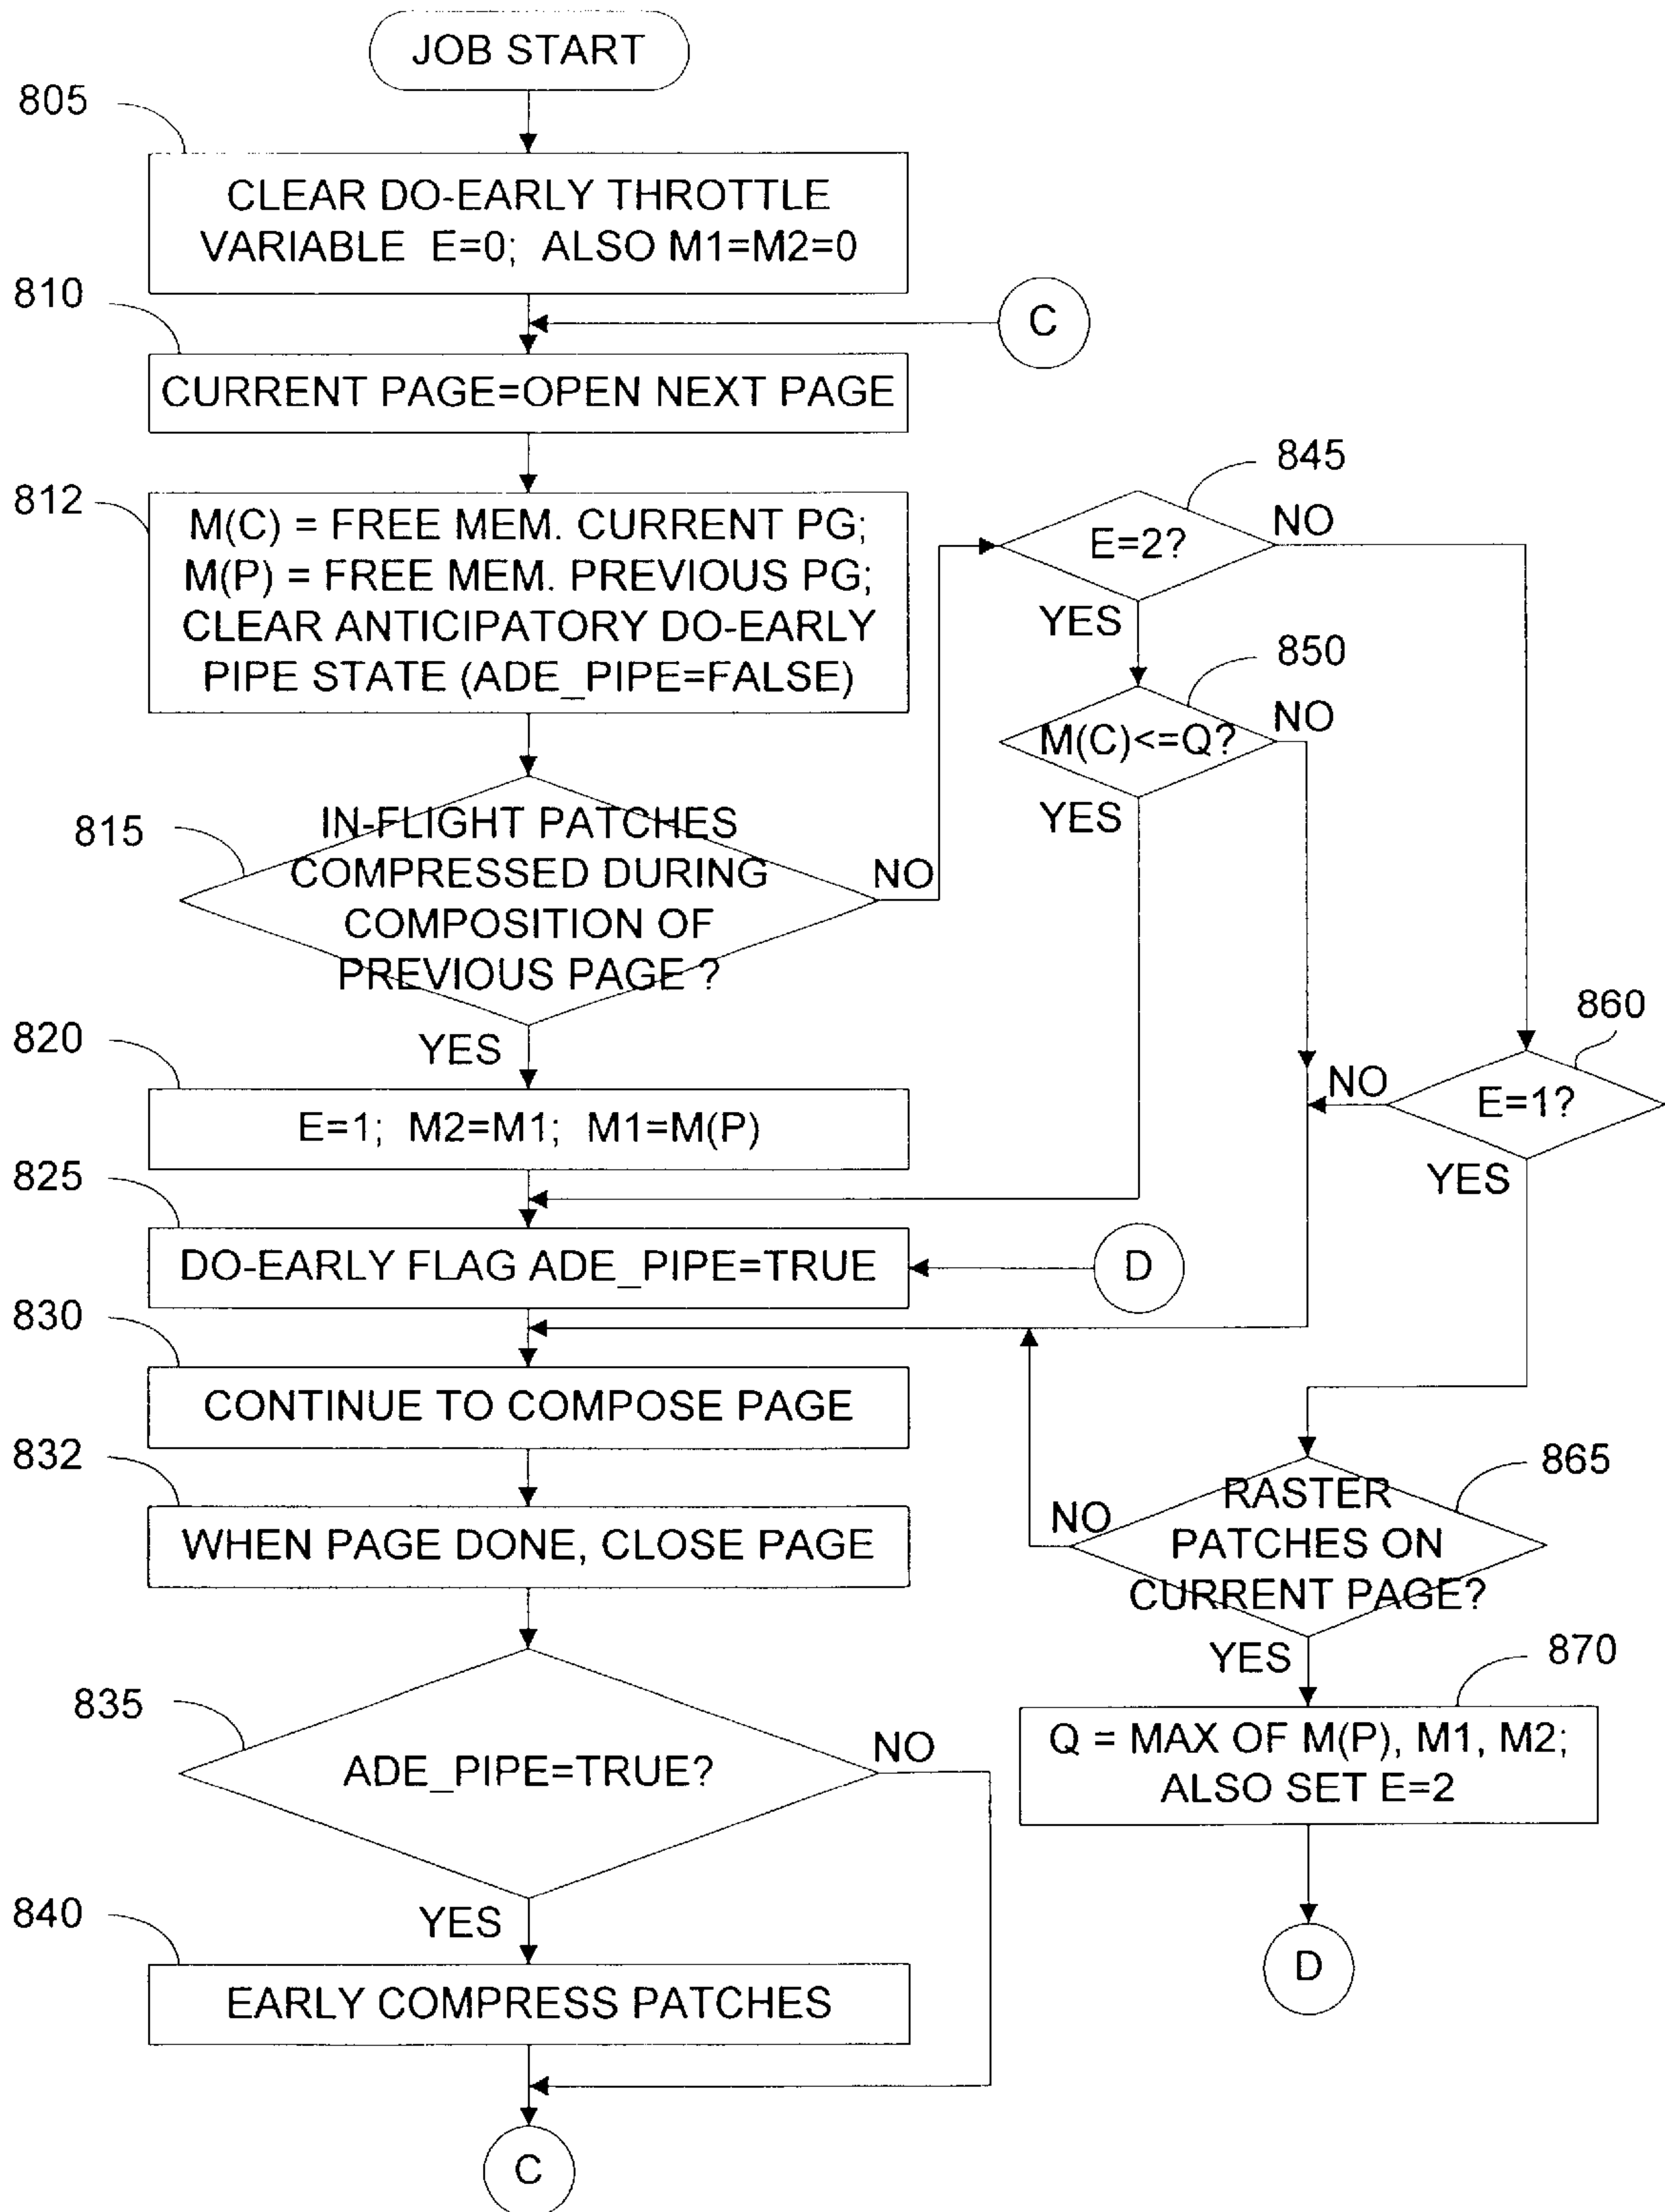 JOB START
805
CLEAR DO-EARLY THROTTLE
VARIABLE E=0; ALSO M1=M2=0
810
C
CURRENT PAGE=OPEN NEXT PAGE
812
M(C) = FREE MEM. CURRENT PG;
M(P) = FREE MEM. PREVIOUS PG;
CLEAR ANTICIPATORY DO-EARLY
PIPE STATE (ADE_PIPE=FALSE)
845
E=2?
NO
YES
850
M(C)<=Q?
NO
YES
815
IN-FLIGHT PATCHES
COMPRESSED DURING
COMPOSITION OF
PREVIOUS PAGE ?
NO
YES
860
E=1?
NO
YES
820
E=1; M2=M1; M1=M(P)
825
DO-EARLY FLAG ADE_PIPE=TRUE
D
830
CONTINUE TO COMPOSE PAGE
832
WHEN PAGE DONE, CLOSE PAGE
865
RASTER
PATCHES ON
CURRENT PAGE?
NO
YES
835
ADE_PIPE=TRUE?
NO
YES
870
Q = MAX OF M(P), M1, M2;
ALSO SET E=2
D
840
EARLY COMPRESS PATCHES
C